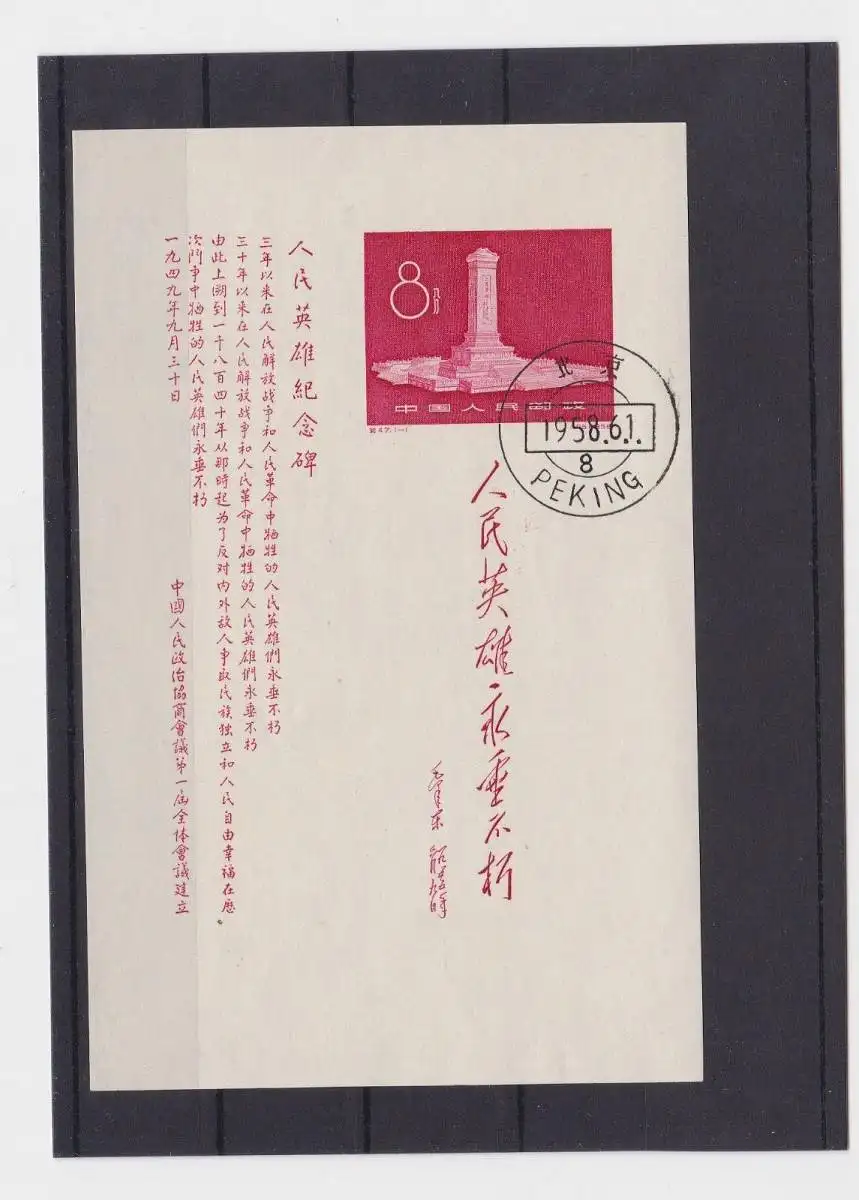 8分
中国人民邮政
纪47.(一)
北京
1958.6.1.
8
PEKING
人民英雄永垂不朽
毛泽东
人民英雄紀念碑
三年以来在人民解放战争和人民革命中牺牲的人民英雄們永垂不朽
三十年以来在人民解放战争和人民革命中牺牲的人民英雄們永垂不朽
由此上溯到一千八百四十年从那時起为了反对内外敌人争取民族独立和人民自由幸福在历
次鬥争中牺牲的人民英雄們永垂不朽
一九四九年九月三十日
中國人民政治協商會議第一届全体會議建立